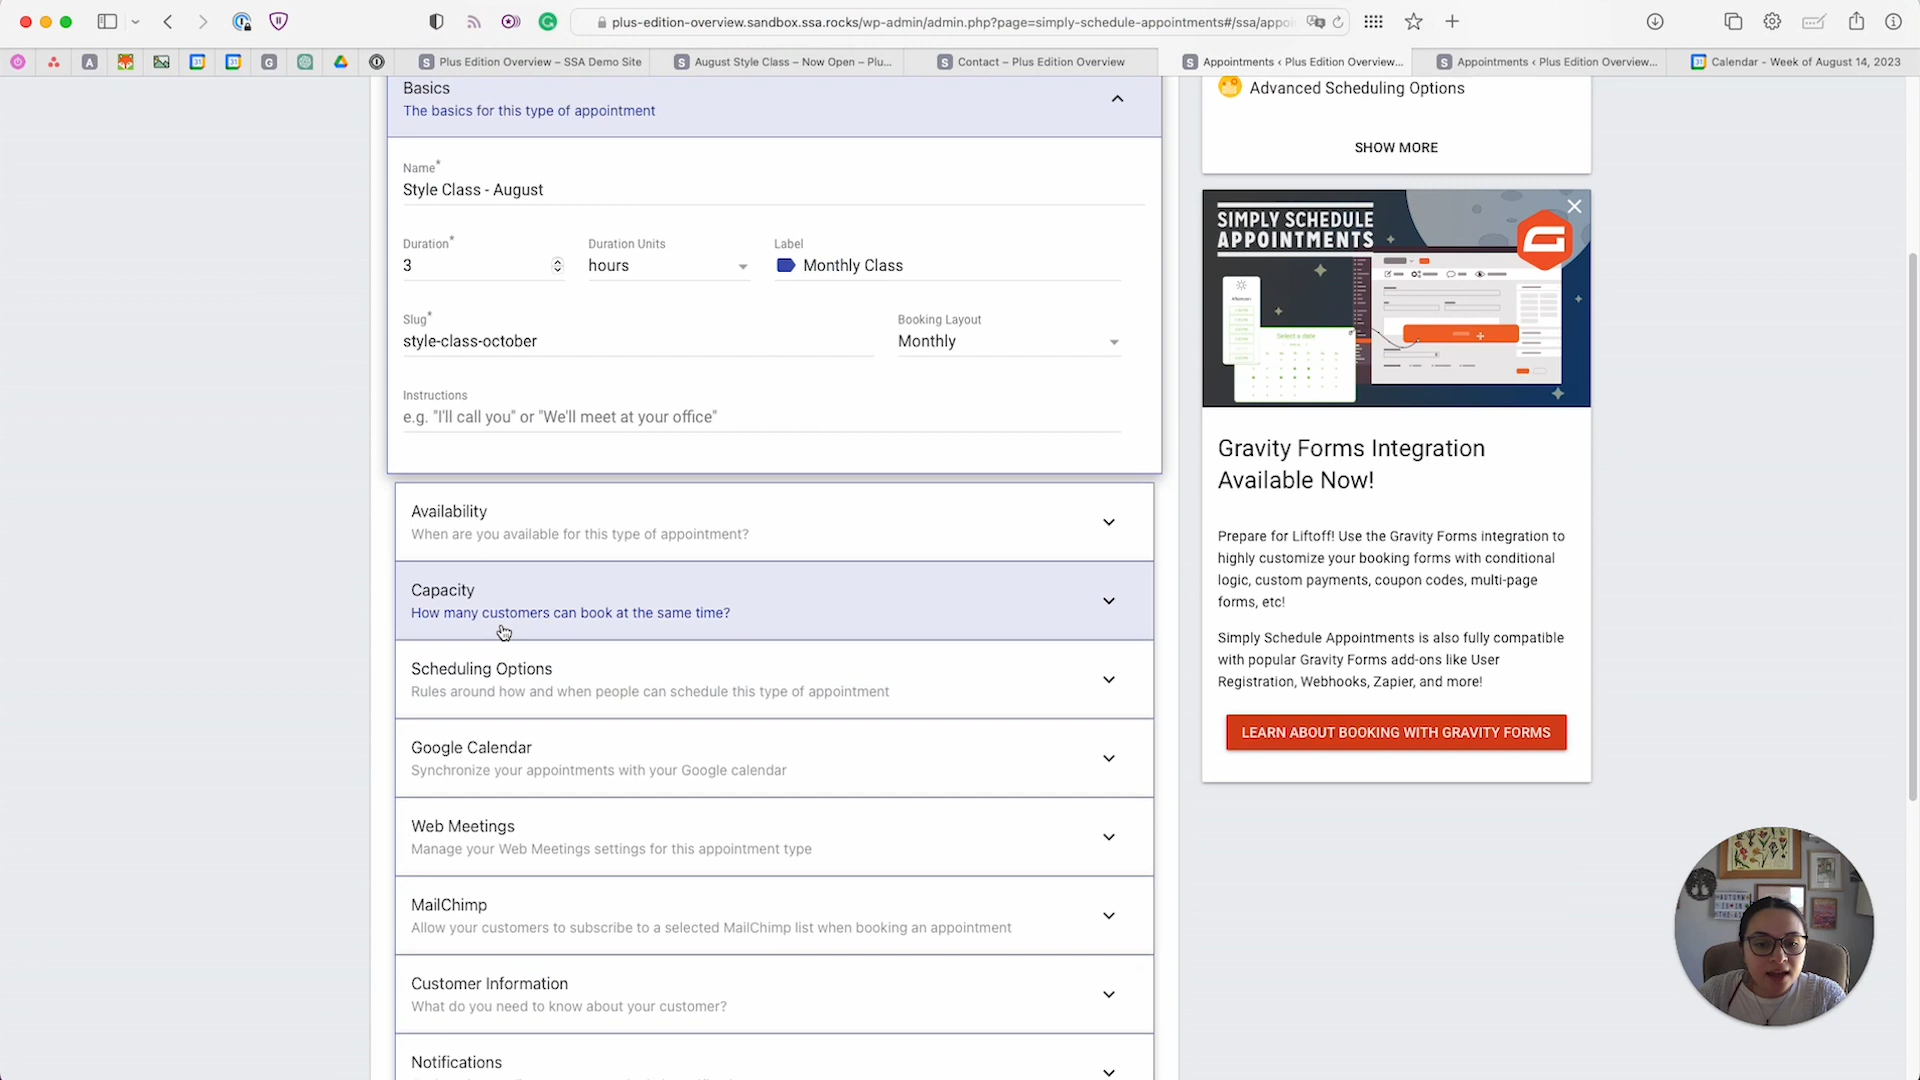 plus-edition-overview.sandbox.ssa.rocks/wp-admin/admin.php?page=simply-schedule-appointments#/ssa/appoi
Plus Edition Overview – SSA Demo Site
August Style Class – Now Open – Plu...
Contact – Plus Edition Overview
Appointments ‹ Plus Edition Overview...
Appointments ‹ Plus Edition Overview...
Calendar - Week of August 14, 2023
Basics
The basics for this type of appointment
Name*
Style Class - August
Duration*
3
Duration Units
hours
Label
Monthly Class
Slug*
style-class-october
Booking Layout
Monthly
Instructions
e.g. "I'll call you" or "We'll meet at your office"
Availability
When are you available for this type of appointment?
Capacity
How many customers can book at the same time?
Scheduling Options
Rules around how and when people can schedule this type of appointment
Google Calendar
Synchronize your appointments with your Google calendar
Web Meetings
Manage your Web Meetings settings for this appointment type
MailChimp
Allow your customers to subscribe to a selected MailChimp list when booking an appointment
Customer Information
What do you need to know about your customer?
Notifications
Advanced Scheduling Options
SHOW MORE
SIMPLY SCHEDULE
APPOINTMENTS
Select a date
Gravity Forms Integration
Available Now!
Prepare for Liftoff! Use the Gravity Forms integration to
highly customize your booking forms with conditional
logic, custom payments, coupon codes, multi-page
forms, etc!
Simply Schedule Appointments is also fully compatible
with popular Gravity Forms add-ons like User
Registration, Webhooks, Zapier, and more!
LEARN ABOUT BOOKING WITH GRAVITY FORMS